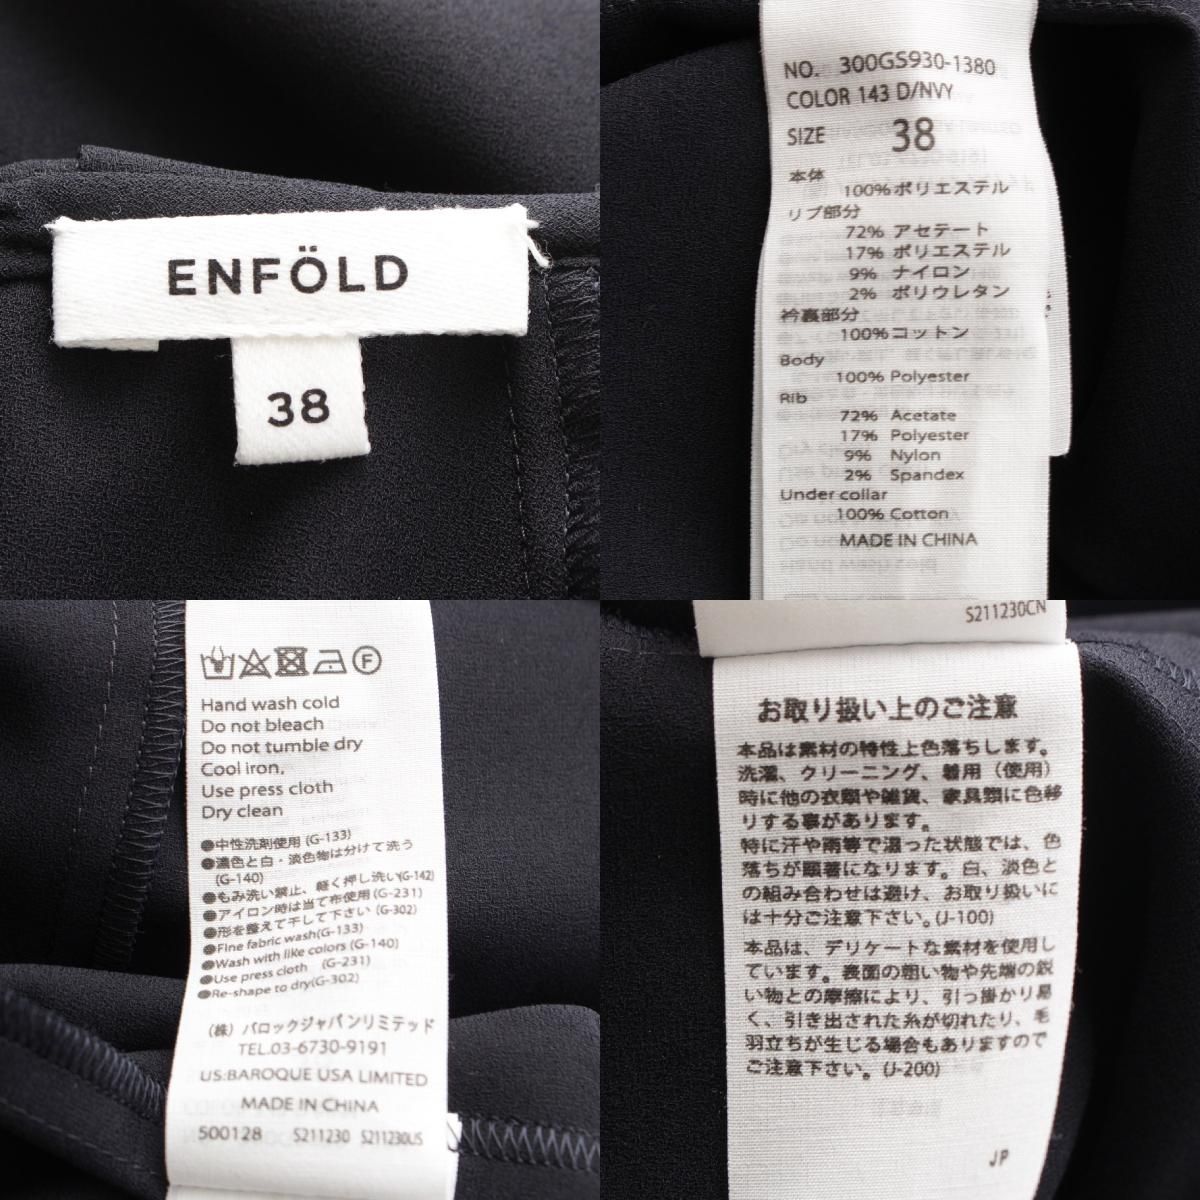 ENFÖLD
38
NO. 300GS930-1380
COLOR 143 D/NVY
SIZE 38
本体
100% ポリエステル
リブ部分
72% アセテート
17% ポリエステル
9% ナイロン
2% ポリウレタン
衿裏部分
100% コットン
Body
100% Polyester
Rib
72% Acetate
17% Polyester
9% Nylon
2% Spandex
Under collar
100% Cotton
MADE IN CHINA
F
Hand wash cold
Do not bleach
Do not tumble dry
Cool iron,
Use press cloth
Dry clean
●中性洗剤使用 (G-133)
●濃色と白・淡色物は分けて洗う
(G-140)
●もみ洗い禁止、軽く押し洗い(G-142)
●アイロン時は当て布使用 (G-231)
●形を整えて干して下さい (G-302)
●Fine fabric wash(G-133)
●Wash with like colors (G-140)
●Use press cloth (G-231)
●Re-shape to dry(G-302)
(株) バロックジャパンリミテッド
TEL.03-6730-9191
US:BAROQUE USA LIMITED
MADE IN CHINA
500128 S211230 S211230US
S211230CN
お取り扱い上のご注意
本品は素材の特性上色落ちします。
洗濯、クリーニング、着用（使用）
時に他の衣類や雑貨、家具類に色移
りする事があります。
特に汗や雨等で湿った状態では、色
落ちが顕著になります。白、淡色と
の組み合わせは避け、お取り扱いに
は十分ご注意下さい。(J-100)
本品は、デリケートな素材を使用し
ています。表面の粗い物や先端の鋭
い物との摩擦により、引っ掛かり易
く、引き出された糸が切れたり、毛
羽立ちが生じる場合もありますので
ご注意下さい。(J-200)
JP